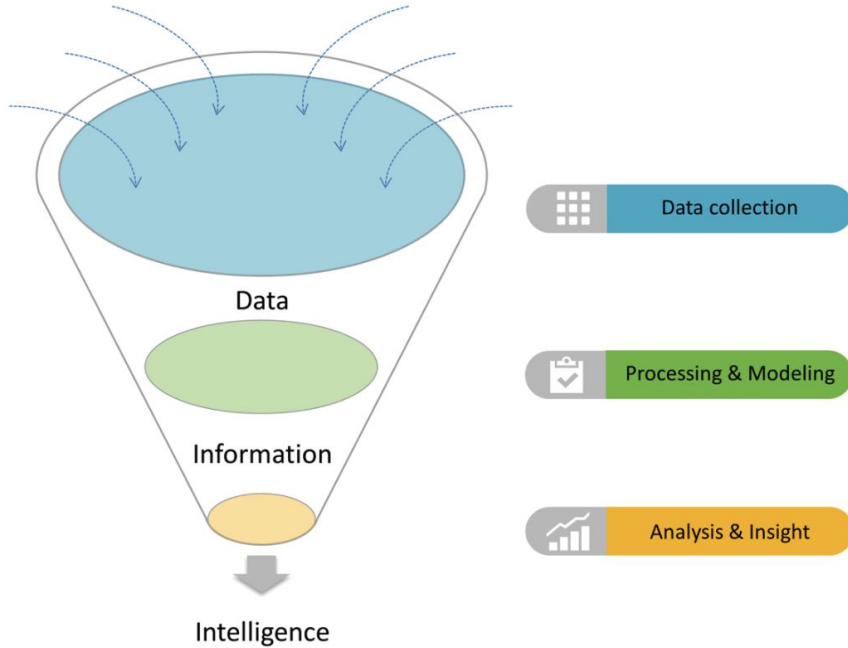 Data collection
Data
Processing & Modeling
Information
Analysis & Insight
Intelligence